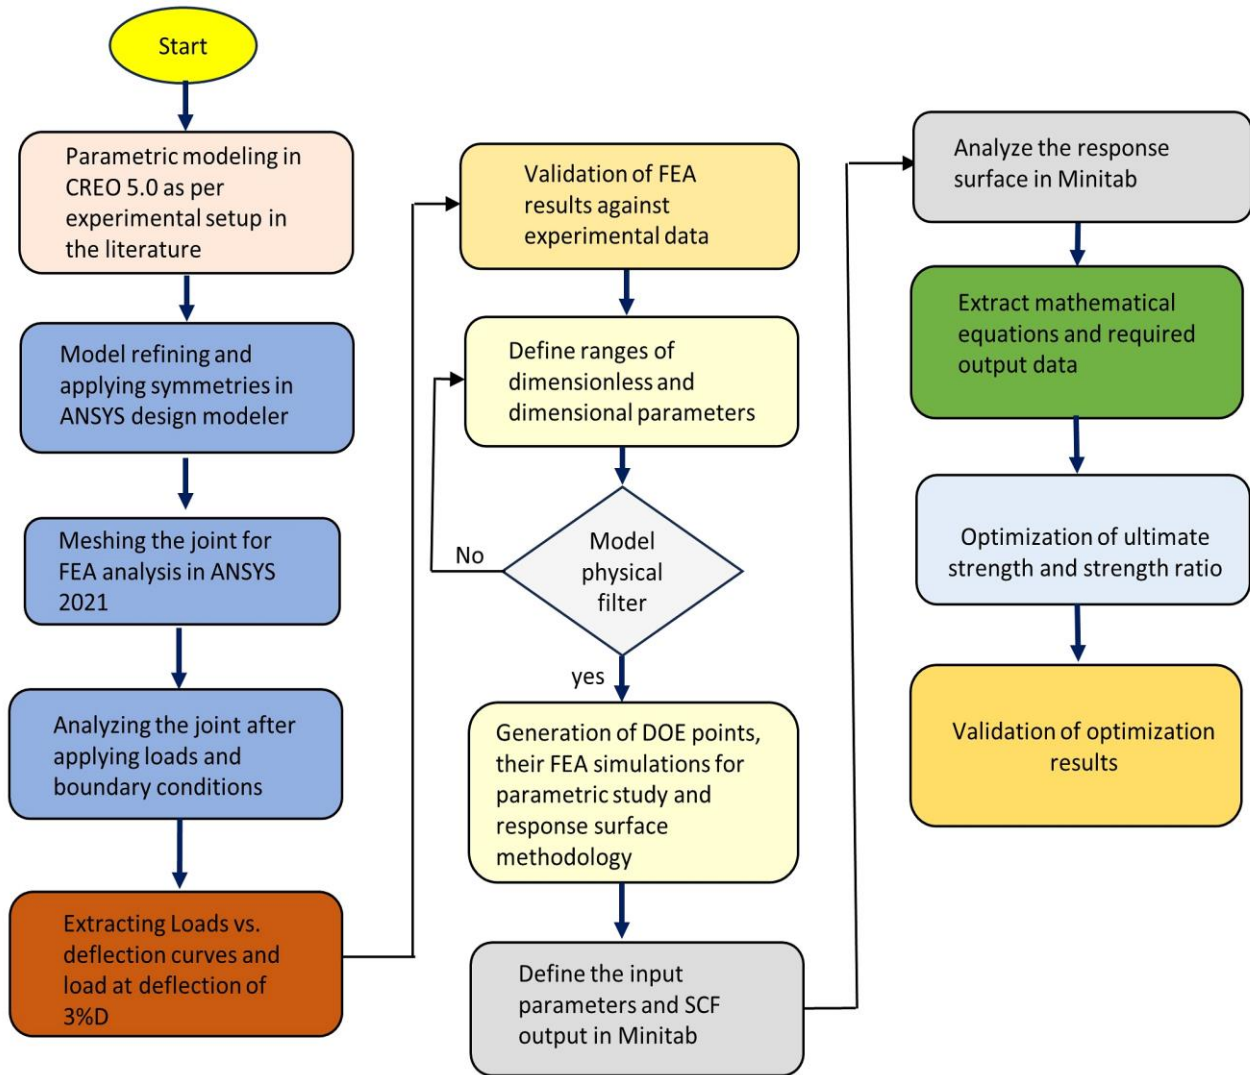 Start
Parametric modeling in
CREO 5.0 as per
experimental setup in
the literature
Model refining and
applying symmetries in
ANSYS design modeler
Meshing the joint for
FEA analysis in ANSYS
2021
Analyzing the joint after
applying loads and
boundary conditions
Extracting Loads vs.
deflection curves and
load at deflection of
3%D
Validation of FEA
results against
experimental data
Define ranges of
dimensionless and
dimensional parameters
No
Model
physical
filter
yes
Generation of DOE points,
their FEA simulations for
parametric study and
response surface
methodology
Define the input
parameters and SCF
output in Minitab
Analyze the response
surface in Minitab
Extract mathematical
equations and required
output data
Optimization of ultimate
strength and strength ratio
Validation of optimization
results